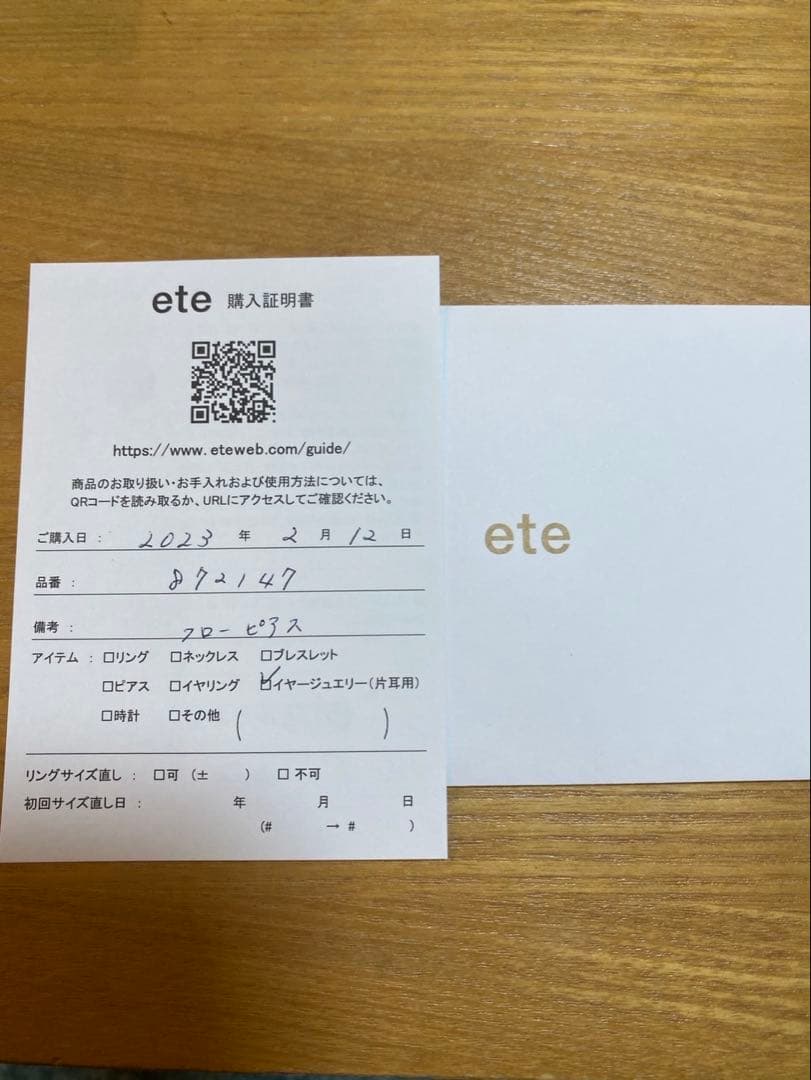 ete 購入証明書
https://www.eteweb.com/guide/
商品のお取り扱い・お手入れおよび使用方法については、
QRコードを読み取るか、URLにアクセスしてご確認ください。
ご購入日： 2023 年 2 月 12 日
品番： 872147
備考： フローピアス
アイテム：□リング □ネックレス □ブレスレット
□ピアス □イヤリング ☑イヤージュエリー（片耳用）
□時計 □その他（ ）
リングサイズ直し：□可（± ） □不可
初回サイズ直し日： 年 月 日
（# → # ）
ete